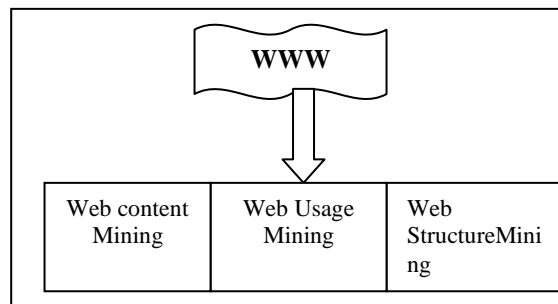 WWW
Web content
Mining
Web Usage
Mining
Web
StructureMini
ng